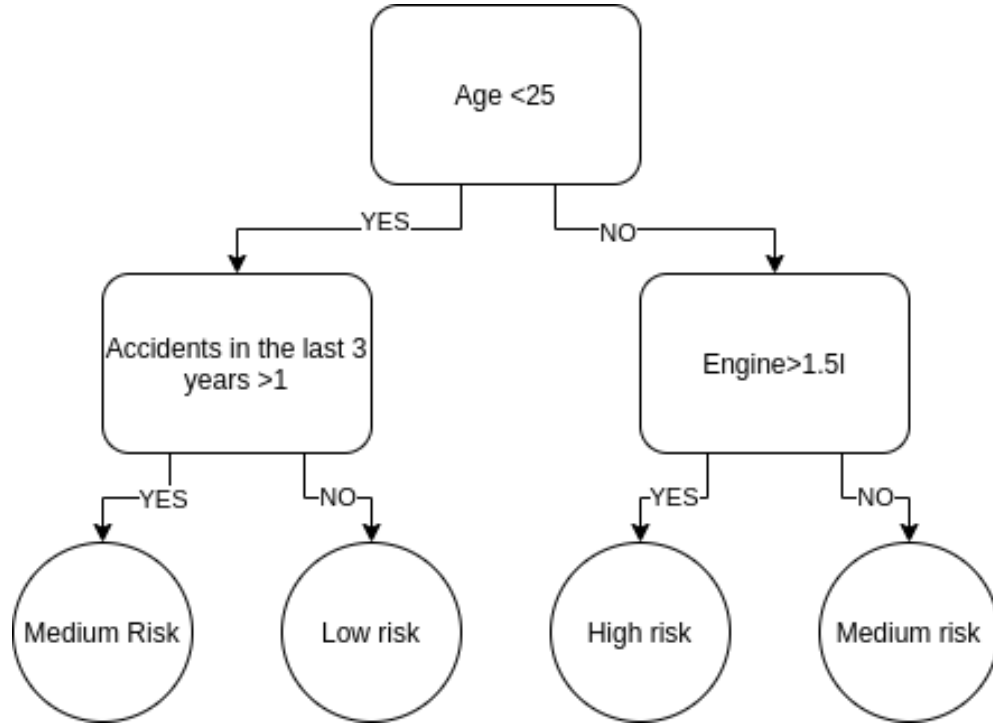 Age <25
YES
NO
Accidents in the last 3
years >1
Engine>1.5l
YES
NO
YES
NO
Medium Risk
Low risk
High risk
Medium risk